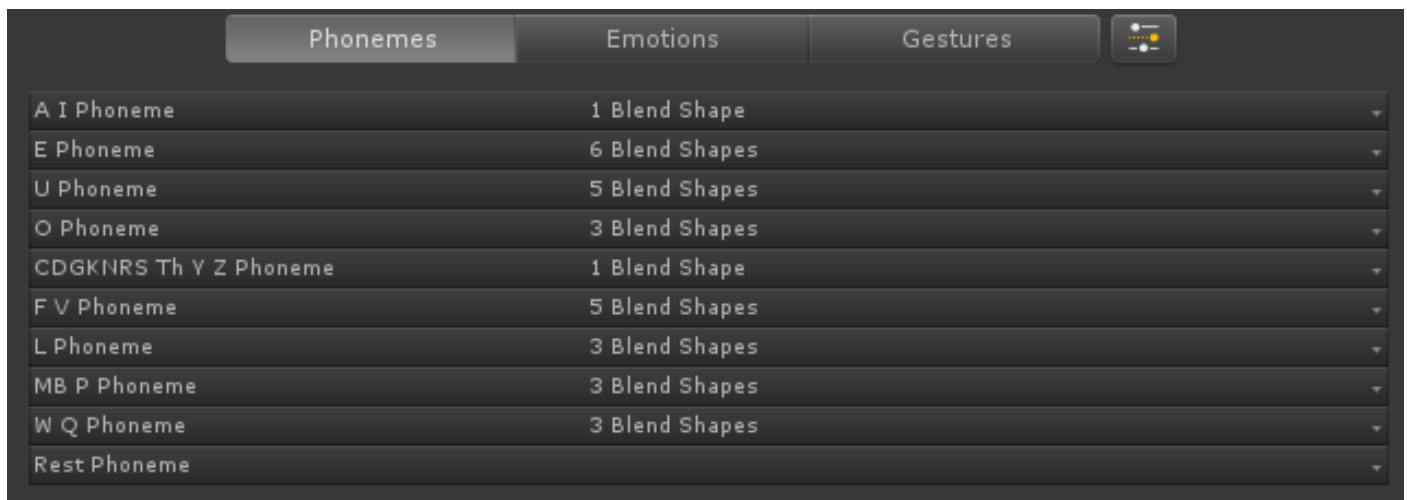 Phonemes Emotions Gestures
A I Phoneme 1 Blend Shape
E Phoneme 6 Blend Shapes
U Phoneme 5 Blend Shapes
O Phoneme 3 Blend Shapes
CDGKNRS Th Y Z Phoneme 1 Blend Shape
F V Phoneme 5 Blend Shapes
L Phoneme 3 Blend Shapes
MB P Phoneme 3 Blend Shapes
W Q Phoneme 3 Blend Shapes
Rest Phoneme